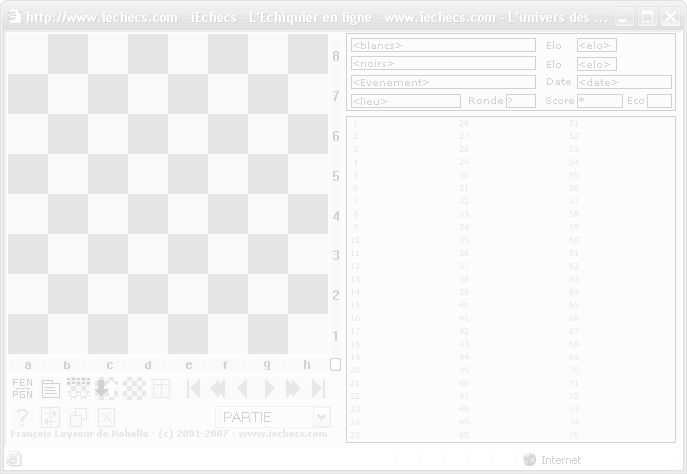 http://www.iechecs.com - iEchecs - L'Echiquier en ligne - www.iechecs.com - L'univers des ...
<blancs> Elo <elo>
<noirs> Elo <elo>
<Evenement> Date <date>
<lieu> Ronde ? Score * Eco
8
7
6
5
4
3
2
1
a b c d e f g h
1 26 51
2 27 52
3 28 53
4 29 54
5 30 55
6 31 56
7 32 57
8 33 58
9 34 59
10 35 60
11 36 61
12 37 62
13 38 63
14 39 64
15 40 65
16 41 66
17 42 67
18 43 68
19 44 69
20 45 70
21 46 71
22 47 72
23 48 73
24 49 74
25 50 75
FEN
PGN
? PARTIE
François Leysour de Rohello - (c) 2001-2007 - www.iechecs.com
Internet